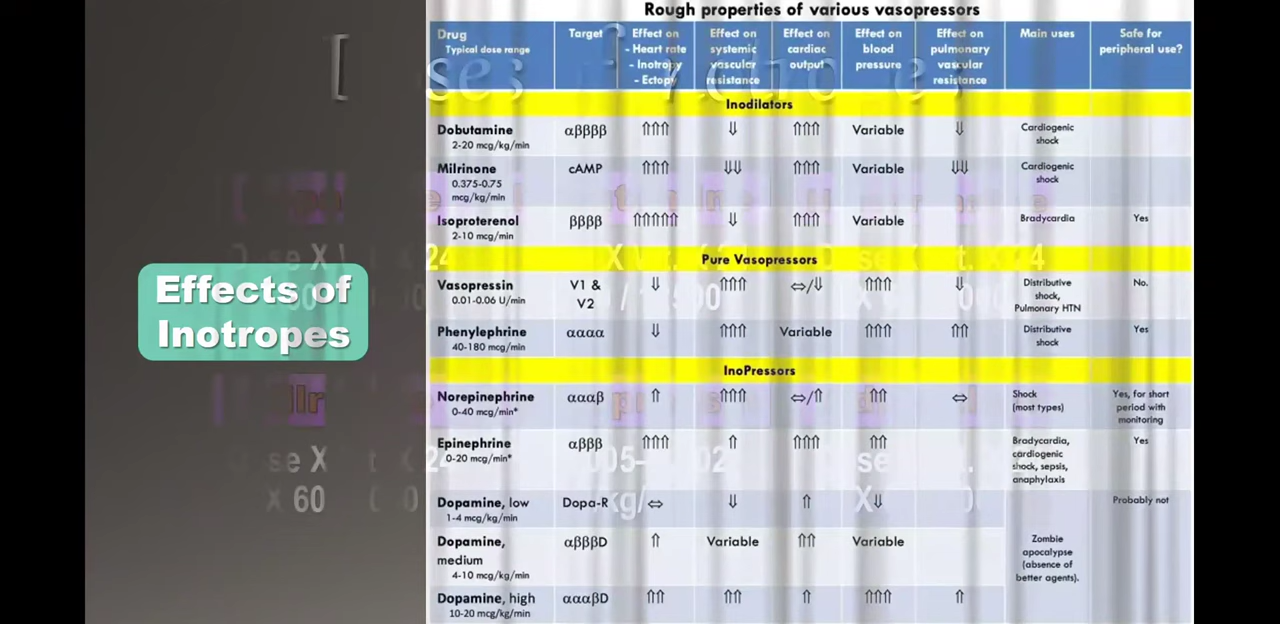 Rough properties of various vasopressors
Drug
Typical dose range
Target
Effect on
- Heart rate
- Inotropy
- Ectopy
Effect on
systemic
vascular
resistance
Effect on
cardiac
output
Effect on
blood
pressure
Effect on
pulmonary
vascular
resistance
Main uses
Safe for
peripheral use?
Inodilators
Dobutamine
2-20 mcg/kg/min
αββββ
⇑⇑⇑
⇓
⇑⇑⇑
Variable
⇓
Cardiogenic
shock
Milrinone
0.375-0.75
mcg/kg/min
cAMP
⇑⇑⇑
⇓⇓
⇑⇑⇑
Variable
⇓⇓
Cardiogenic
shock
Isoproterenol
2-10 mcg/min
ββββ
⇑⇑⇑⇑⇑
⇓
⇑⇑⇑
Variable
Bradycardia
Yes
Pure Vasopressors
Vasopressin
0.01-0.06 U/min
V1 &
V2
⇓
⇑⇑⇑
⇔/⇓
⇑⇑⇑
⇓
Distributive
shock,
Pulmonary HTN
No.
Phenylephrine
40-180 mcg/min
αααα
⇓
⇑⇑⇑
Variable
⇑⇑⇑
⇑⇑
Distributive
shock
Yes
Effects of
Inotropes
InoPressors
Norepinephrine
0-40 mcg/min*
αααβ
⇑
⇑⇑⇑
⇔/⇑
⇑⇑
⇔
Shock
(most types)
Yes, for short
period with
monitoring
Epinephrine
0-20 mcg/min*
αβββ
⇑⇑⇑
⇑
⇑⇑⇑
⇑⇑
Bradycardia,
cardiogenic
shock, sepsis,
anaphylaxis
Yes
Dopamine, low
1-4 mcg/kg/min
Dopa-R
⇔
⇓
⇑
⇓
Probably not
Dopamine,
medium
4-10 mcg/kg/min
αβββD
⇑
Variable
⇑⇑
Variable
Zombie
apocalypse
(absence of
better agents).
Dopamine, high
10-20 mcg/kg/min
αααβD
⇑⇑
⇑⇑
⇑
⇑⇑⇑
⇑